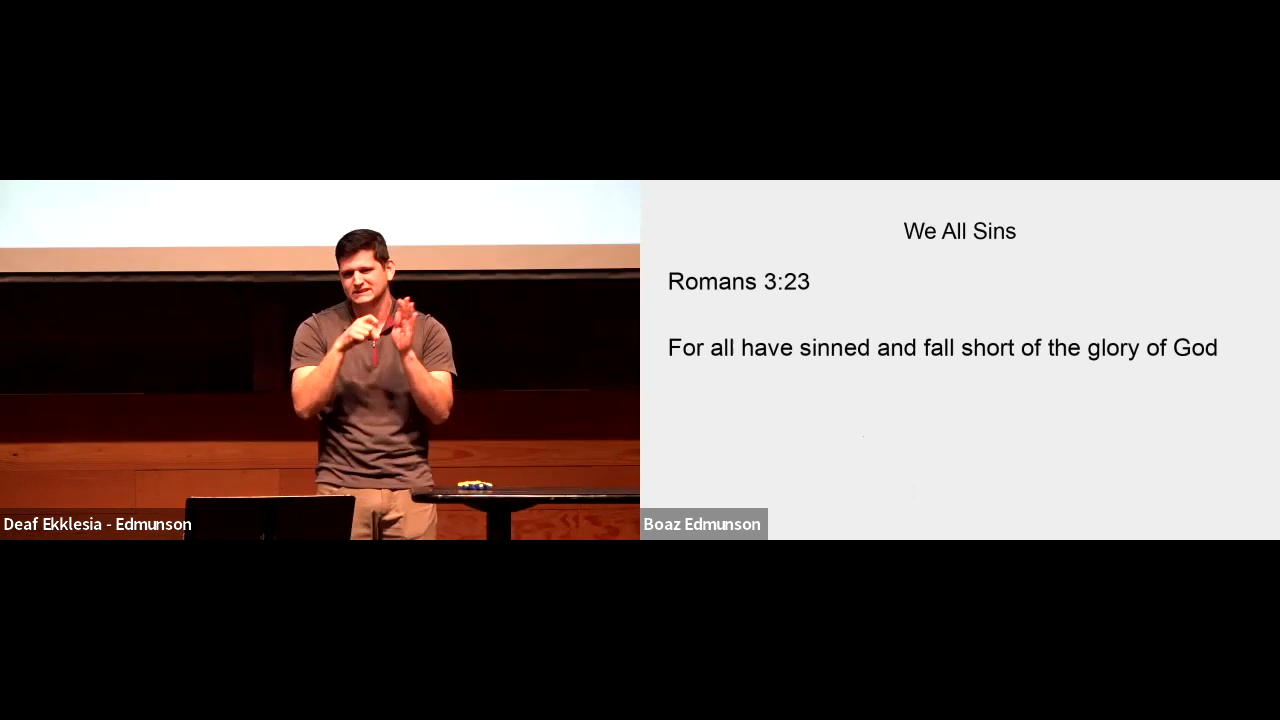 We All Sins
Romans 3:23
For all have sinned and fall short of the glory of God
Deaf Ekklesia - Edmunson
Boaz Edmunson